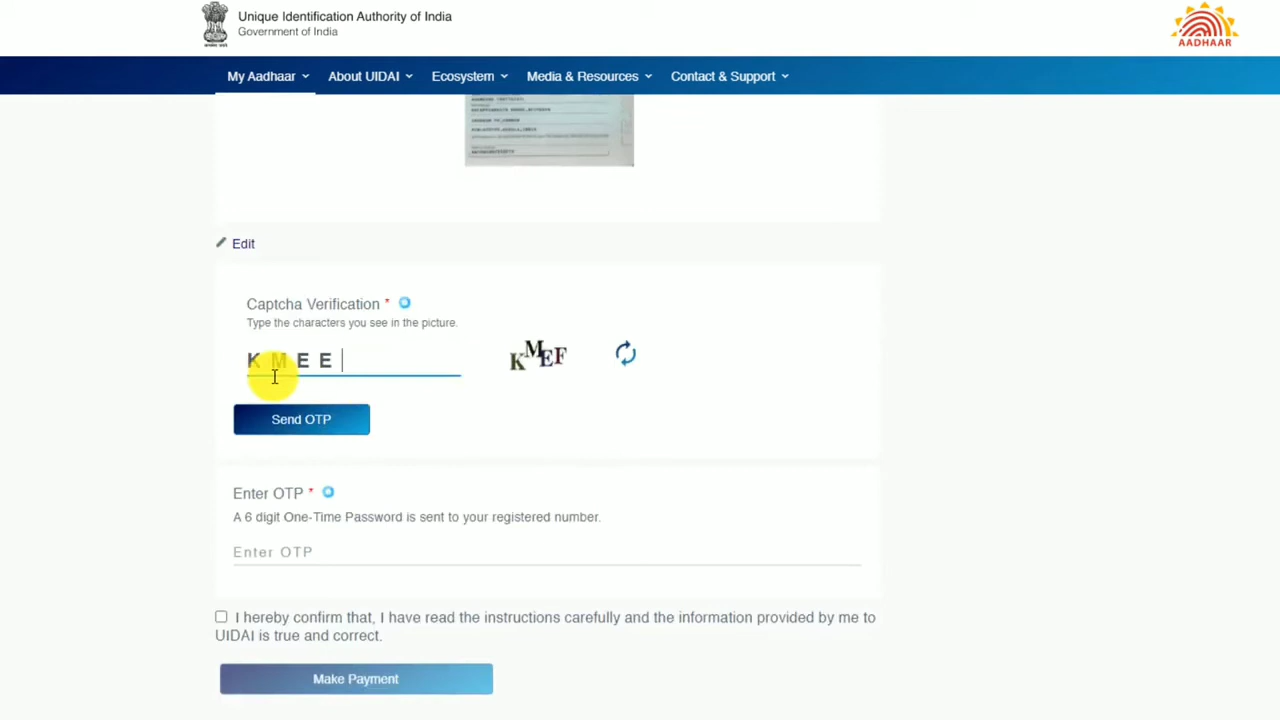 Unique Identification Authority of India
Government of India
AADHAAR
My Aadhaar About UIDAI Ecosystem Media & Resources Contact & Support
Edit
Captcha Verification *
Type the characters you see in the picture.
K M E E
KMEF
Send OTP
Enter OTP *
A 6 digit One-Time Password is sent to your registered number.
Enter OTP
I hereby confirm that, I have read the instructions carefully and the information provided by me to
UIDAI is true and correct.
Make Payment